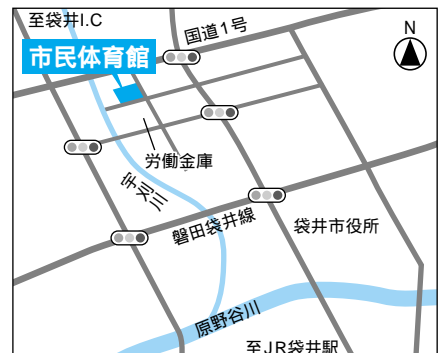 至袋井I.C
国道1号
N
市民体育館
労働金庫
宇刈川
磐田袋井線
袋井市役所
原野谷川
至JR袋井駅